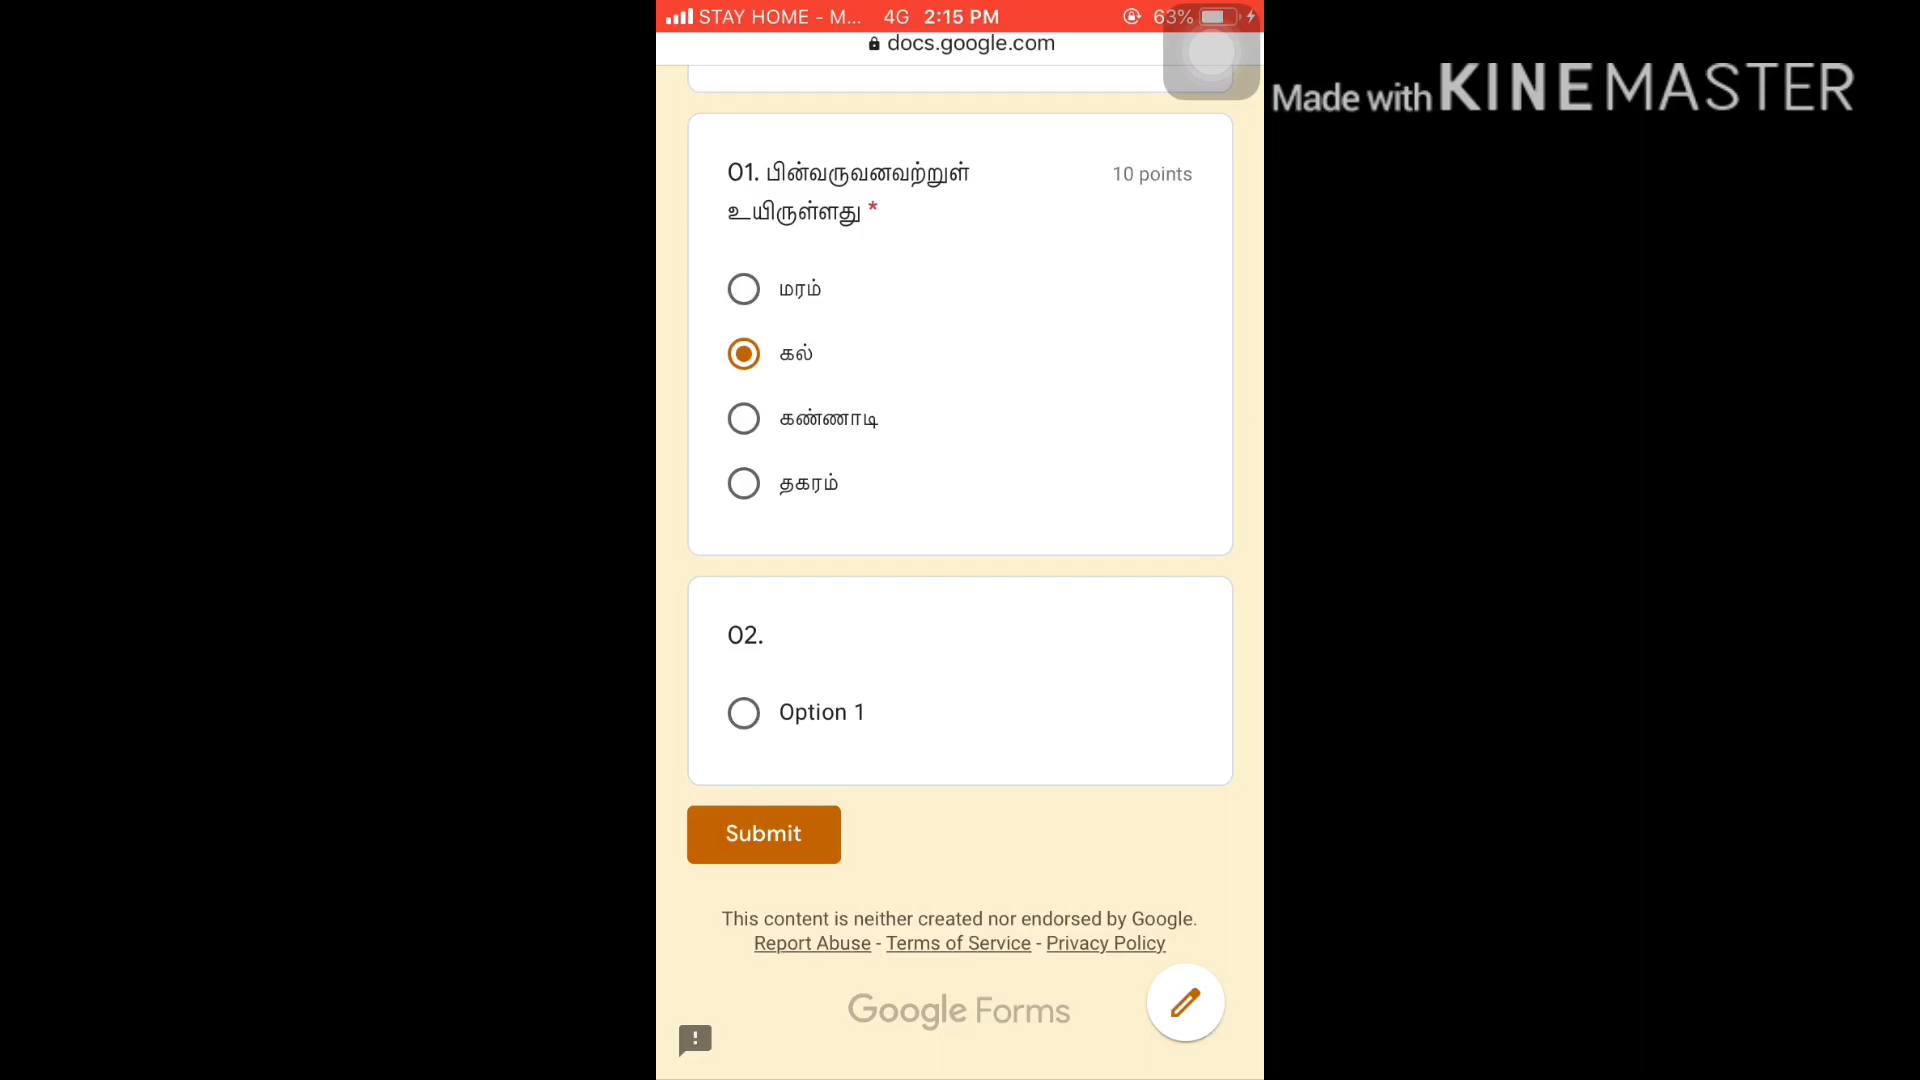 STAY HOME - M... 4G 2:15 PM 63%
docs.google.com
Made with KINEMASTER
01. பின்வருவனவற்றுள் 10 points
உயிருள்ளது *
மரம்
கல்
கண்ணாடி
தகரம்
02.
Option 1
Submit
This content is neither created nor endorsed by Google.
Report Abuse - Terms of Service - Privacy Policy
Google Forms